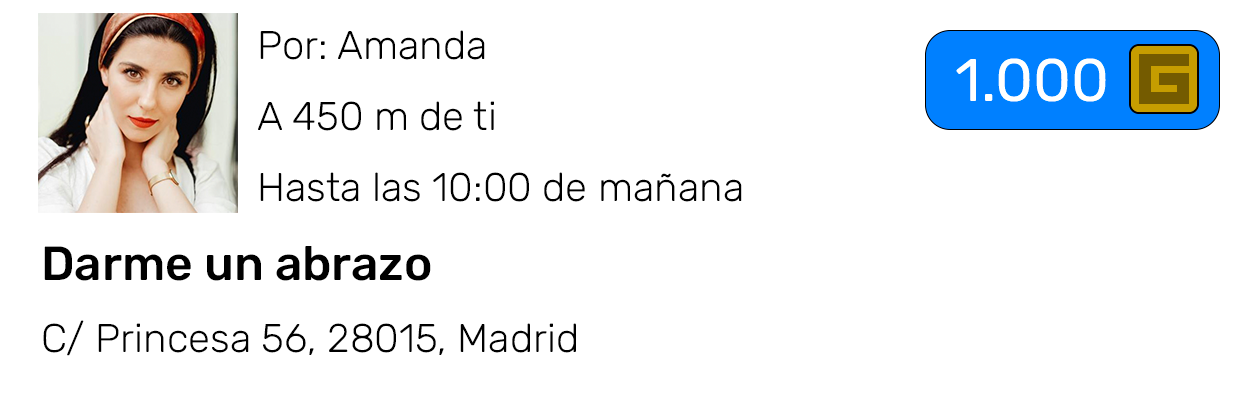 Por: Amanda
1.000 G
A 450 m de ti
Hasta las 10:00 de mañana
Darme un abrazo
C/ Princesa 56, 28015, Madrid